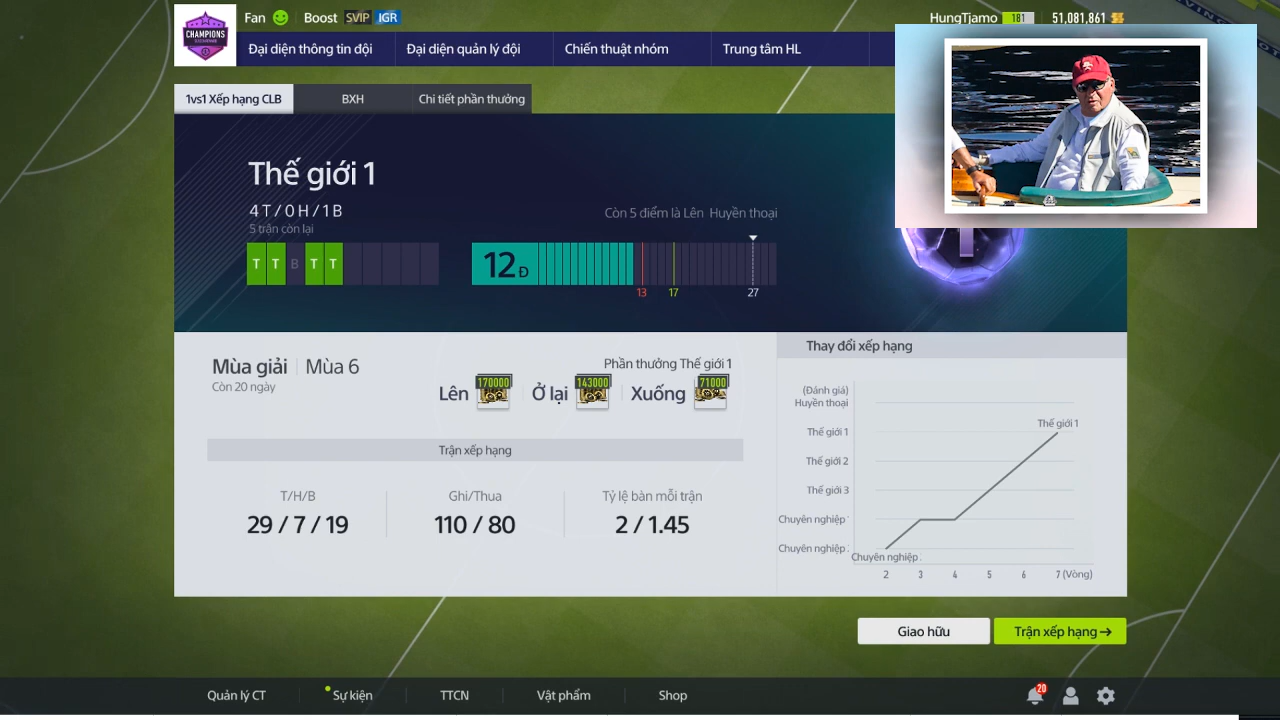 Fan Boost SVIP IGR
HungTjamo 181 51,081,861
CHAMPIONS
Đại diện thông tin đội Đại diện quản lý đội Chiến thuật nhóm Trung tâm HL
1vs1 Xếp hạng CLB BXH Chi tiết phần thưởng
Thế giới 1
4 T / 0 H / 1 B
5 trận còn lại
Còn 5 điểm là Lên Huyền thoại
T T B T T
12 Đ
13 17 27
Mùa giải Mùa 6
Còn 20 ngày
Phần thưởng Thế giới 1
Lên 170000 Ở lại 143000 Xuống 71000
Trận xếp hạng
T/H/B Ghi/Thua Tỷ lệ bàn mỗi trận
29 / 7 / 19 110 / 80 2 / 1.45
Thay đổi xếp hạng
(Đánh giá)
Huyền thoại
Thế giới 1
Thế giới 1
Thế giới 2
Thế giới 3
Chuyên nghiệp
Chuyên nghiệp
Chuyên nghiệp
2 3 4 5 6 7 (Vòng)
Giao hữu Trận xếp hạng →
Quản lý CT Sự kiện TTCN Vật phẩm Shop
20